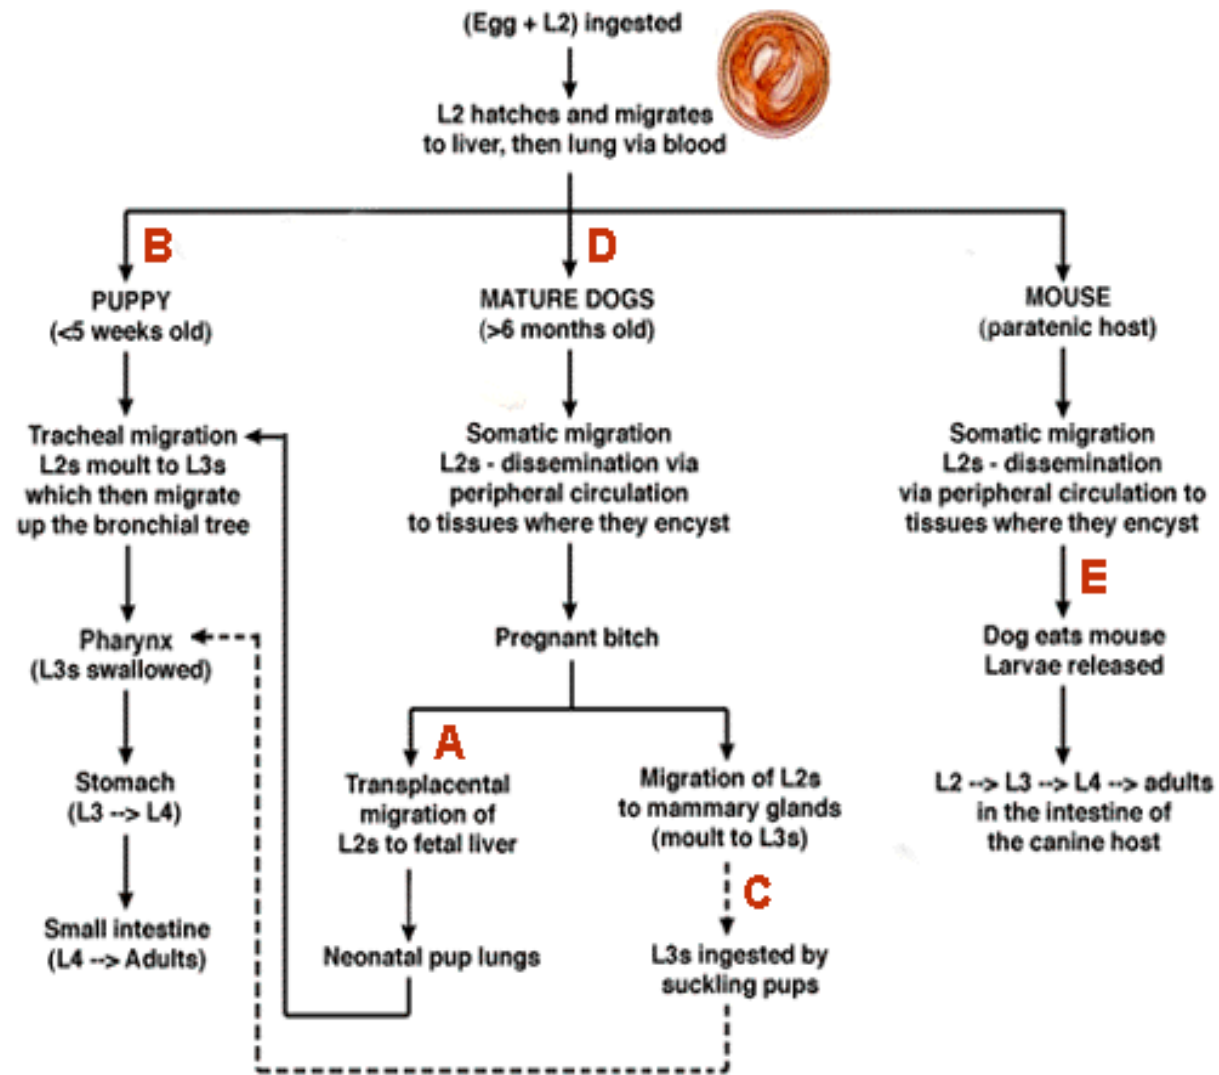 (Egg + L2) ingested
L2 hatches and migrates
to liver, then lung via blood
B
D
PUPPY
(<5 weeks old)
MATURE DOGS
(>6 months old)
MOUSE
(paratenic host)
Tracheal migration
L2s moult to L3s
which then migrate
up the bronchial tree
Somatic migration
L2s - dissemination via
peripheral circulation
to tissues where they encyst
Somatic migration
L2s - dissemination
via peripheral circulation to
tissues where they encyst
E
Pharynx
(L3s swallowed)
Pregnant bitch
Dog eats mouse
Larvae released
A
Stomach
(L3 --> L4)
Transplacental
migration of
L2s to fetal liver
Migration of L2s
to mammary glands
(moult to L3s)
L2 --> L3 --> L4 --> adults
in the intestine of
the canine host
C
Small intestine
(L4 --> Adults)
Neonatal pup lungs
L3s ingested by
suckling pups